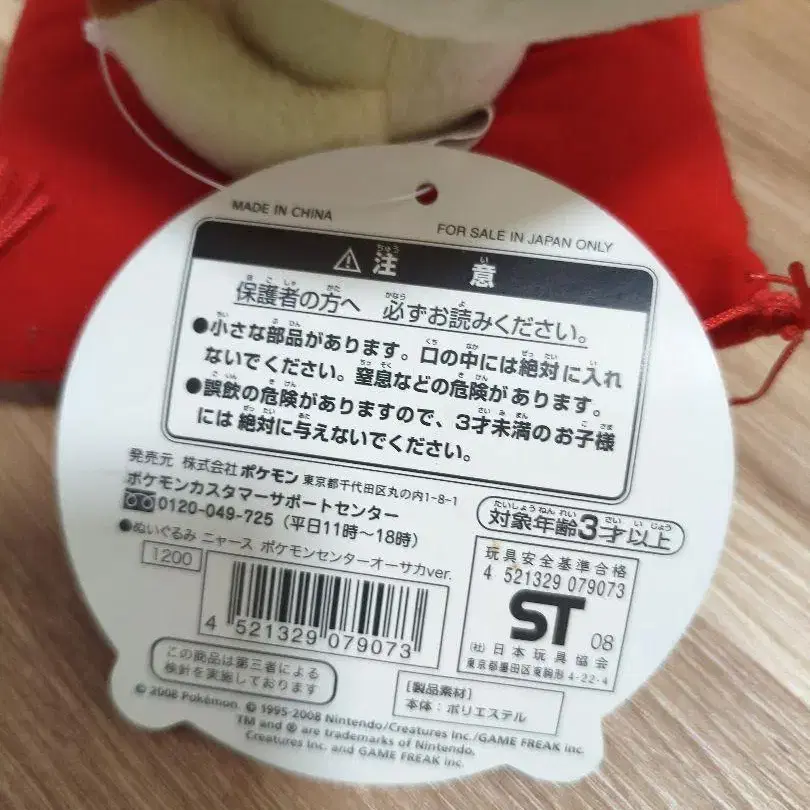 MADE IN CHINA
FOR SALE IN JAPAN ONLY
⚠注意
保護者の方へ 必ずお読みください。
●小さな部品があります。口の中には絶対に入れ
ないでください。窒息などの危険があります。
●誤飲の危険がありますので、3才未満のお子様
には絶対に与えないでください。
発売元 株式会社ポケモン 東京都千代田区丸の内1-8-1
ポケモンカスタマーサポートセンター
0120-049-725(平日11時～18時)
対象年齢3才以上
●ぬいぐるみ ニャース ポケモンセンターオーサカver.
1200
4 521329 079073
玩具安全基準合格
4 521329 079073
ST 08
(社)日本玩具協会
東京都墨田区東駒形 4-22-4
この商品は第三者による
検針を実施しております
[製品素材]
本体：ポリエステル
© 2008 Pokémon. © 1995-2008 Nintendo/Creatures Inc./GAME FREAK inc.
TM and ® are trademarks of Nintendo.
Creatures Inc. and GAME FREAK inc.